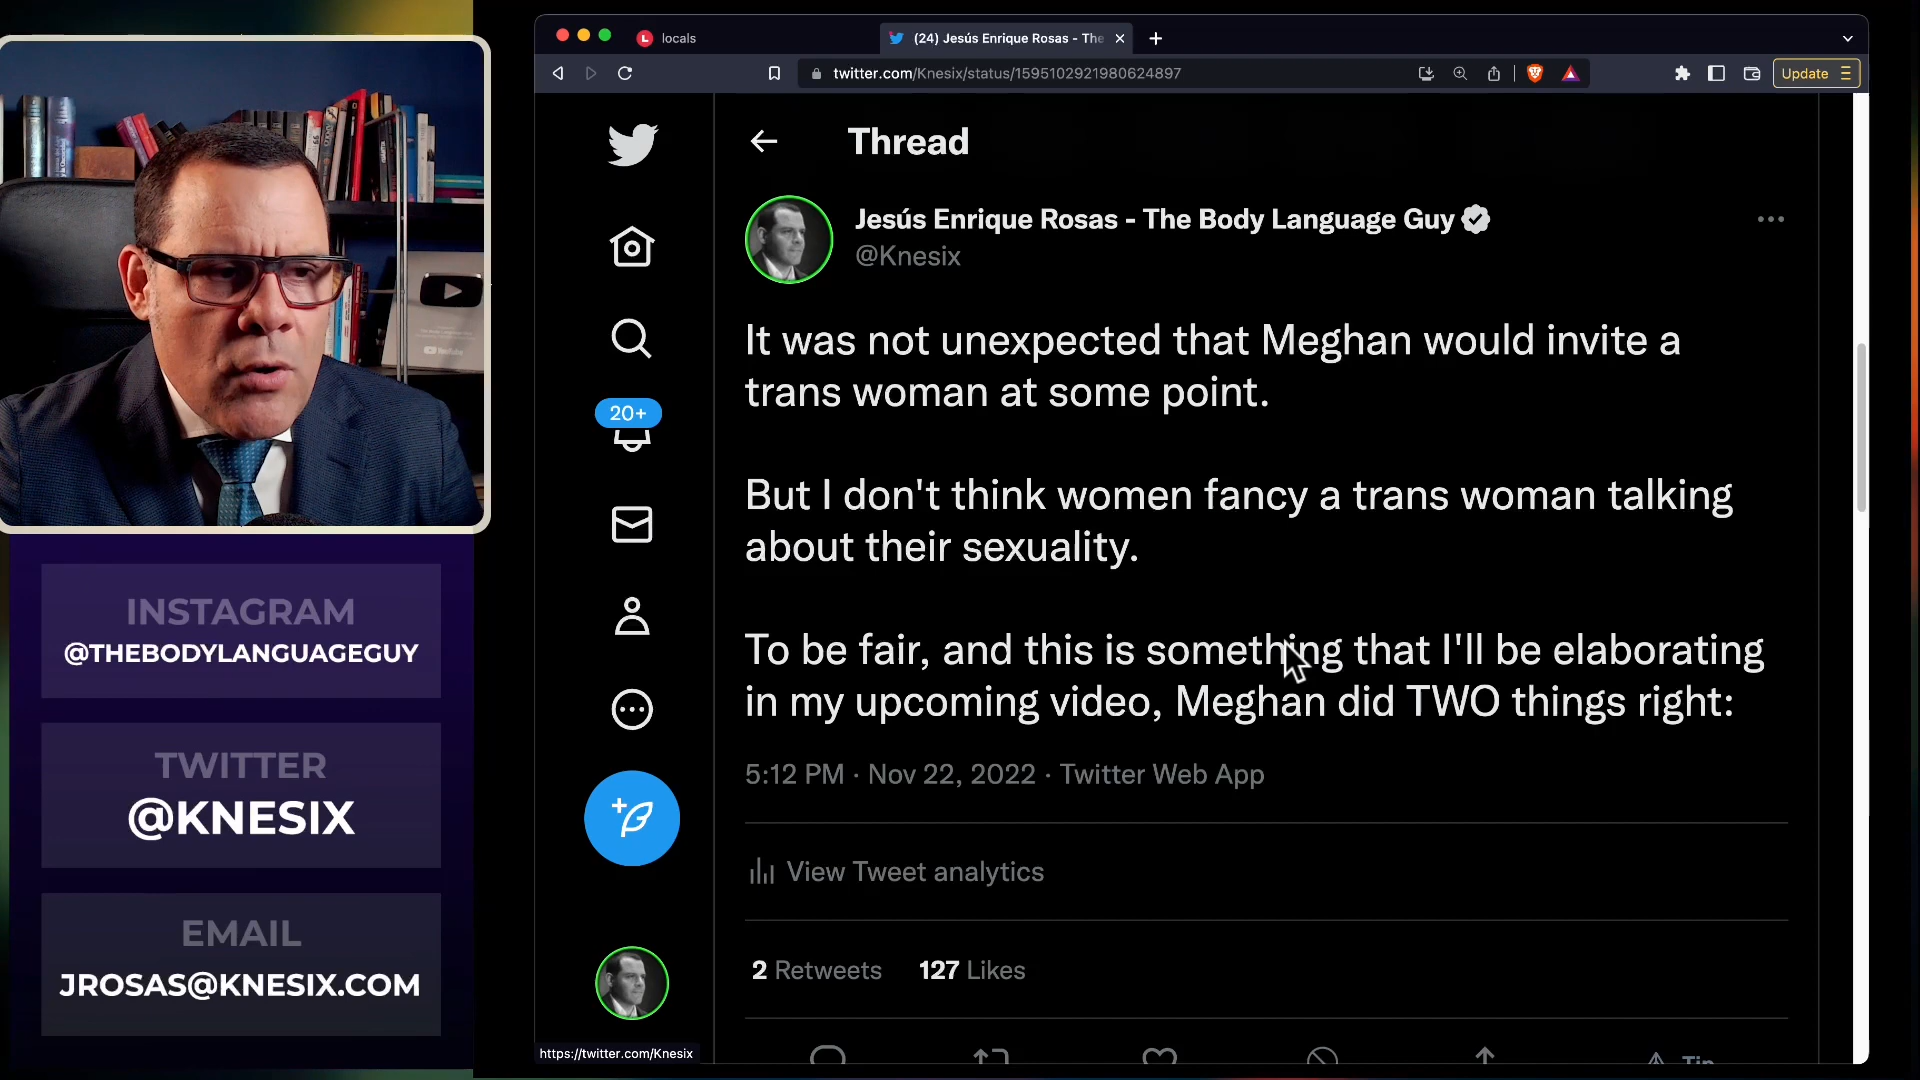 locals
(24) Jesús Enrique Rosas - The
twitter.com/Knesix/status/1595102921980624897
Update
Thread
Jesús Enrique Rosas - The Body Language Guy
@Knesix
It was not unexpected that Meghan would invite a
trans woman at some point.
But I don't think women fancy a trans woman talking
about their sexuality.
To be fair, and this is something that I'll be elaborating
in my upcoming video, Meghan did TWO things right:
5:12 PM · Nov 22, 2022 · Twitter Web App
View Tweet analytics
2 Retweets 127 Likes
Tip
20+
https://twitter.com/Knesix
INSTAGRAM
@THEBODYLANGUAGEGUY
TWITTER
@KNESIX
EMAIL
JROSAS@KNESIX.COM
YouTube